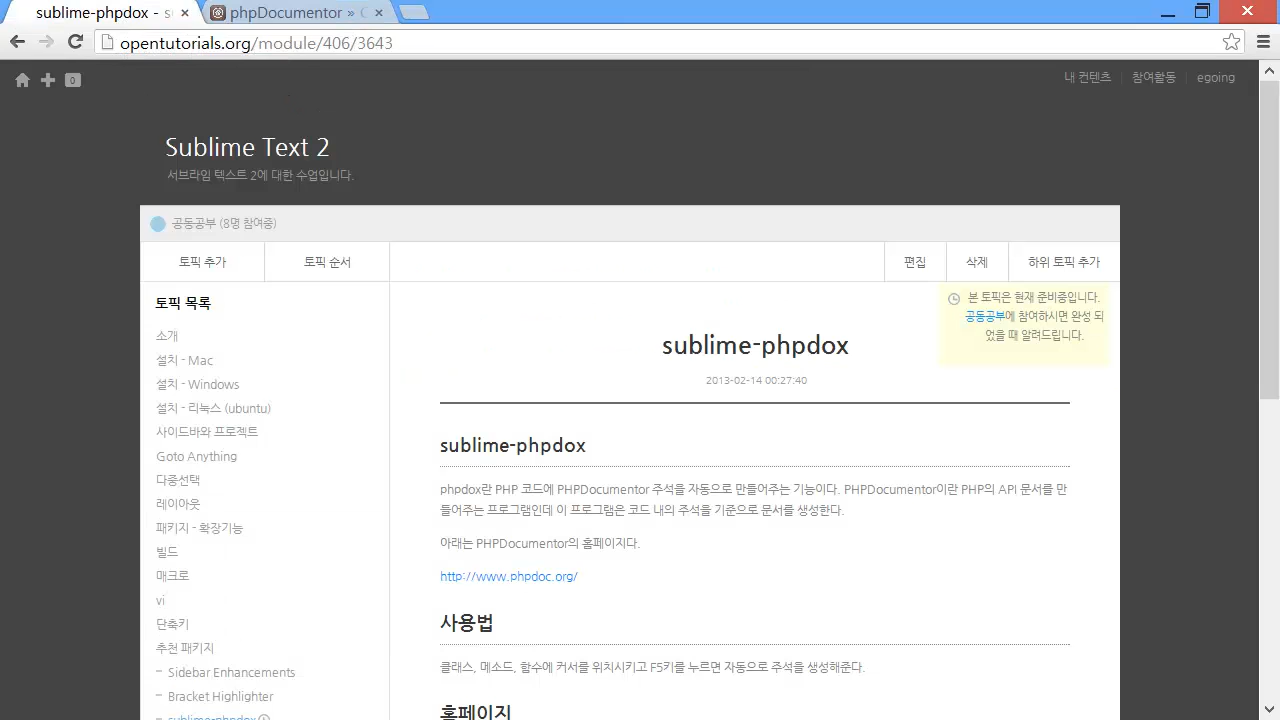 sublime-phpdox - s
phpDocumentor » C
opentutorials.org/module/406/3643
0
내 컨텐츠
참여활동
egoing
Sublime Text 2
서브라임 텍스트 2에 대한 수업입니다.
공동공부 (8명 참여중)
토픽 추가
토픽 순서
편집
삭제
하위 토픽 추가
토픽 목록
소개
설치 - Mac
설치 - Windows
설치 - 리눅스 (ubuntu)
사이드바와 프로젝트
Goto Anything
다중선택
레이아웃
패키지 - 확장기능
빌드
매크로
vi
단축키
추천 패키지
- Sidebar Enhancements
- Bracket Highlighter
- sublime-phpdox
본 토픽은 현재 준비중입니다.
공동공부에 참여하시면 완성 되
었을 때 알려드립니다.
sublime-phpdox
2013-02-14 00:27:40
sublime-phpdox
phpdox란 PHP 코드에 PHPDocumentor 주석을 자동으로 만들어주는 기능이다. PHPDocumentor이란 PHP의 API 문서를 만
들어주는 프로그램인데 이 프로그램은 코드 내의 주석을 기준으로 문서를 생성한다.
아래는 PHPDocumentor의 홈페이지다.
http://www.phpdoc.org/
사용법
클래스, 메소드, 함수에 커서를 위치시키고 F5키를 누르면 자동으로 주석을 생성해준다.
홈페이지